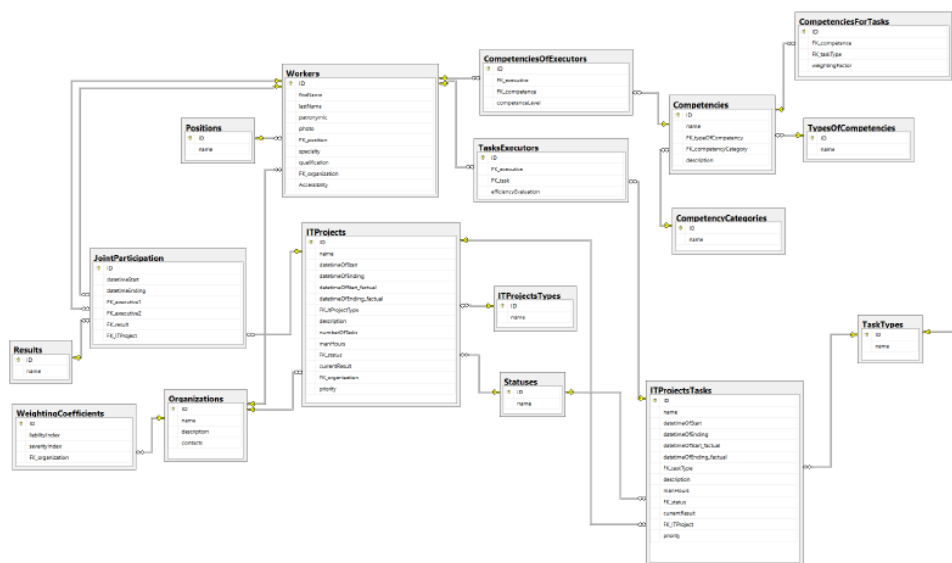 CompetenciesForTasks
ID
FK_competence
FK_taskType
weightingFactor
CompetenciesOfExecutors
ID
FK_executive
FK_competence
competenceLevel
Workers
ID
firstName
lastName
patronymic
photo
FK_position
specialty
qualification
FK_organization
Accessibility
Competencies
ID
name
FK_typeOfCompetency
FK_competencyCategory
description
Positions
ID
name
TypesOfCompetencies
ID
name
TasksExecutors
ID
FK_executive
FK_task
efficiencyEvaluation
CompetencyCategories
ID
name
ITProjects
ID
name
datetimeOfStart
datetimeOfEnding
datetimeOfStart_factual
datetimeOfEnding_factual
FK_itProjectType
description
numberOfTasks
manHours
FK_status
currentResult
FK_organization
priority
JointParticipation
ID
datetimeStart
datetimeEnding
FK_executive1
FK_executive2
FK_result
FK_ITProject
ITProjectsTypes
ID
name
TaskTypes
ID
name
Results
ID
name
Statuses
ID
name
ITProjectsTasks
ID
name
datetimeOfStart
datetimeOfEnding
datetimeOfStart_factual
datetimeOfEnding_factual
FK_taskType
description
manHours
FK_status
currentResult
FK_ITProject
priority
Organizations
ID
name
description
contacts
WeightingCoefficients
ID
liabilityIndex
severityIndex
FK_organization